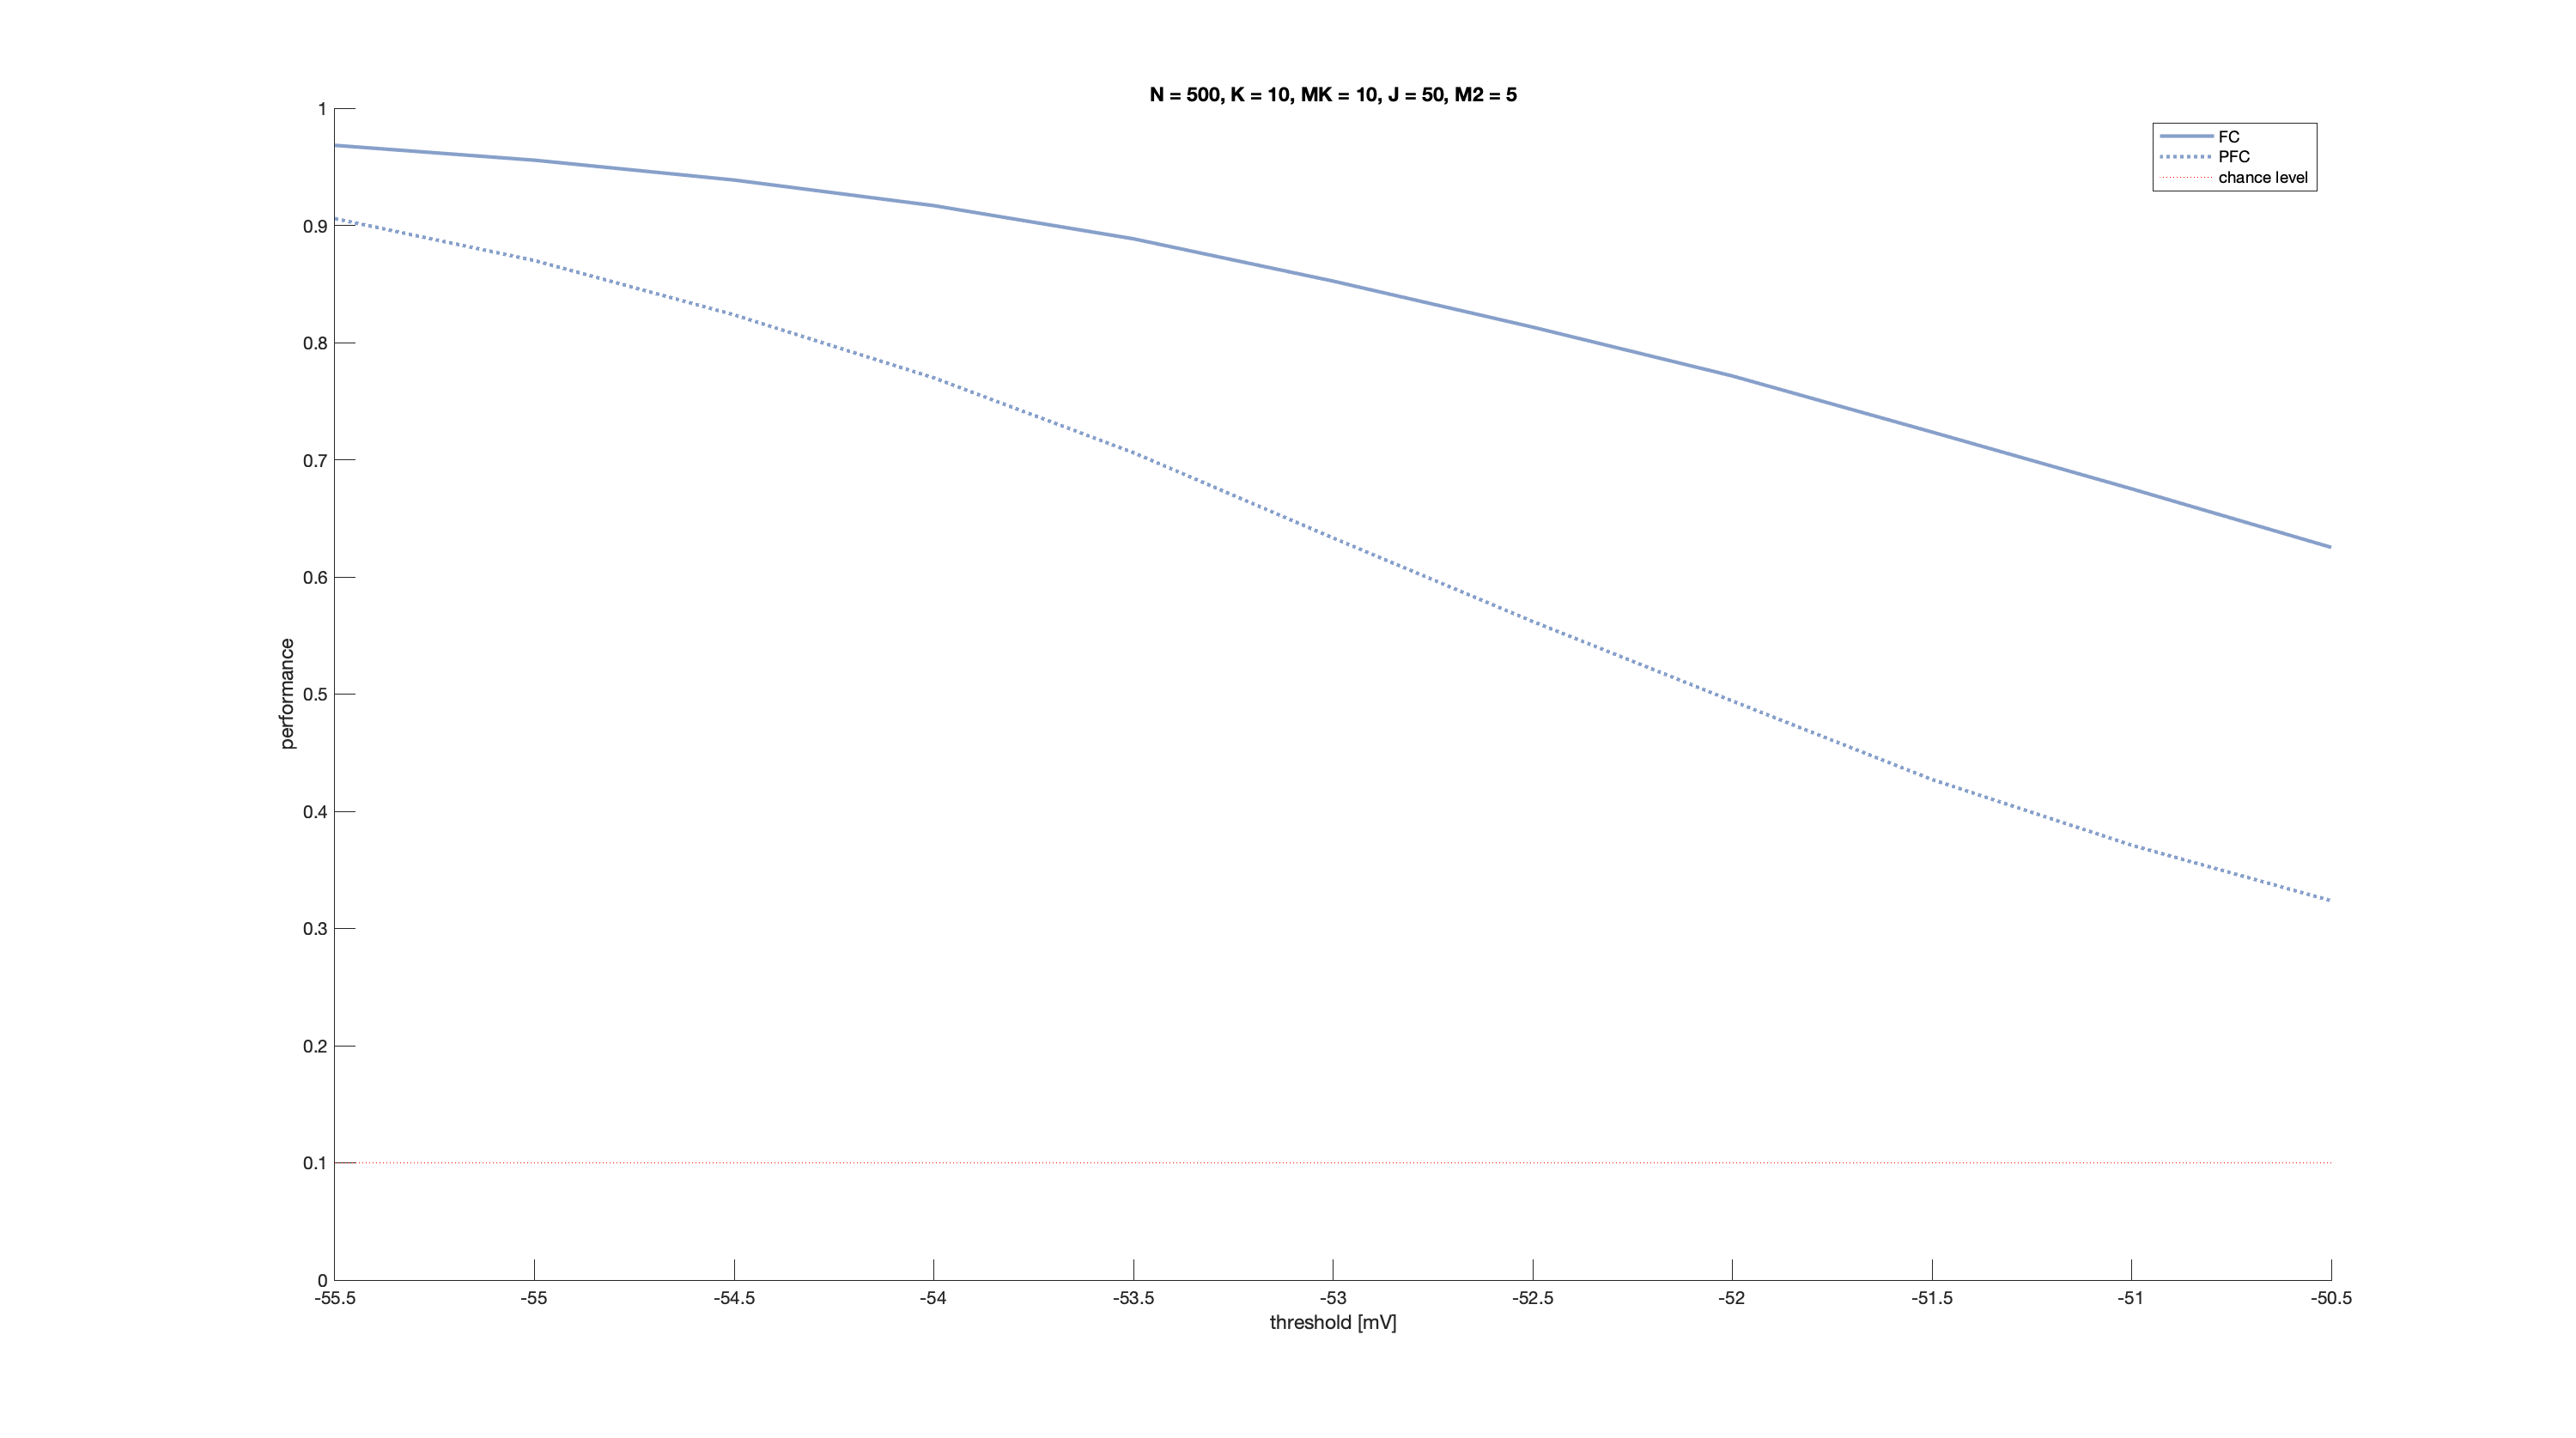 N = 500, K = 10, MK = 10, J = 50, M2 = 5
FC
PFC
chance level
performance
1
0.9
0.8
0.7
0.6
0.5
0.4
0.3
0.2
0.1
0
-55.5 -55 -54.5 -54 -53.5 -53 -52.5 -52 -51.5 -51 -50.5
threshold [mV]